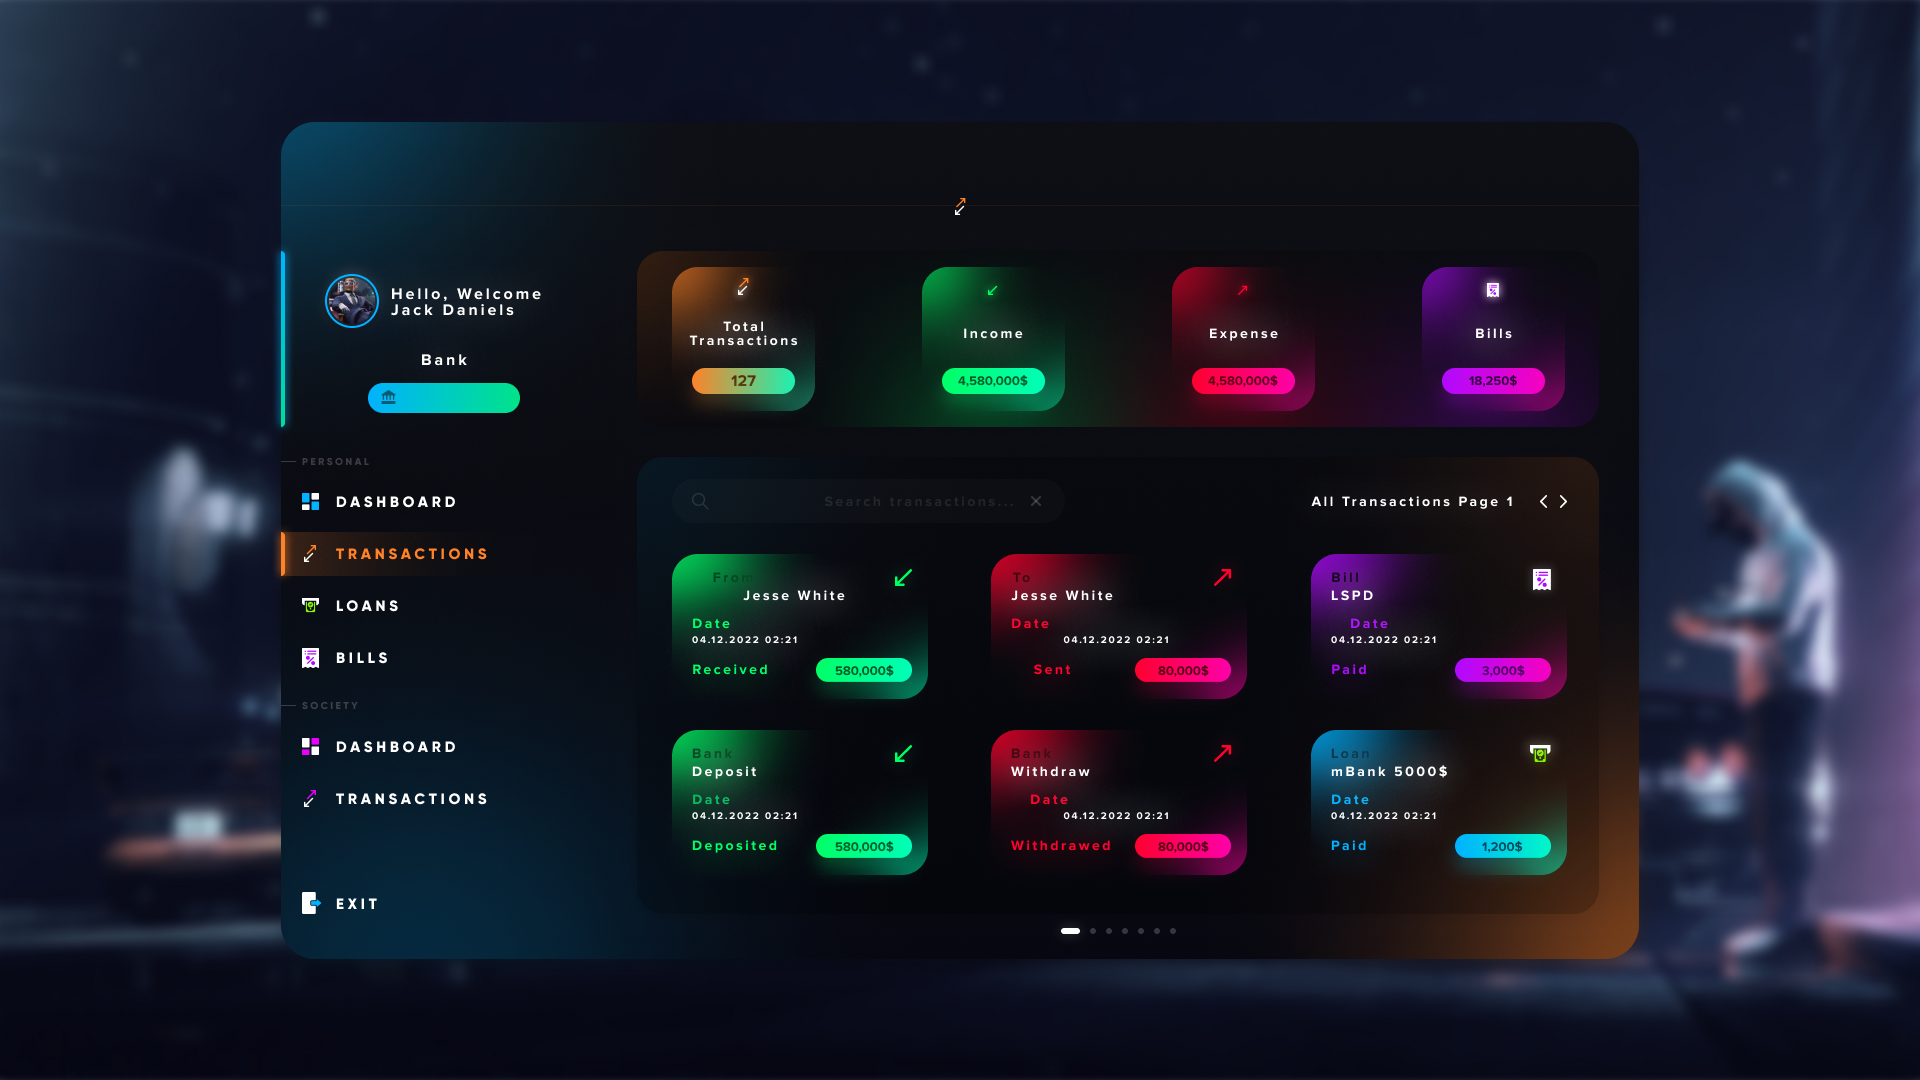 Hello, Welcome
Jack Daniels
Bank
PERSONAL
DASHBOARD
TRANSACTIONS
LOANS
BILLS
SOCIETY
DASHBOARD
TRANSACTIONS
EXIT
Total
Transactions
127
Income
4,580,000$
Expense
4,580,000$
Bills
18,250$
Search transactions...
All Transactions Page 1
From
Jesse White
Date
04.12.2022 02:21
Received 580,000$
To
Jesse White
Date
04.12.2022 02:21
Sent 80,000$
Bill
LSPD
Date
04.12.2022 02:21
Paid 3,000$
Bank
Deposit
Date
04.12.2022 02:21
Deposited 580,000$
Bank
Withdraw
Date
04.12.2022 02:21
Withdrawed 80,000$
Loan
mBank 5000$
Date
04.12.2022 02:21
Paid 1,200$